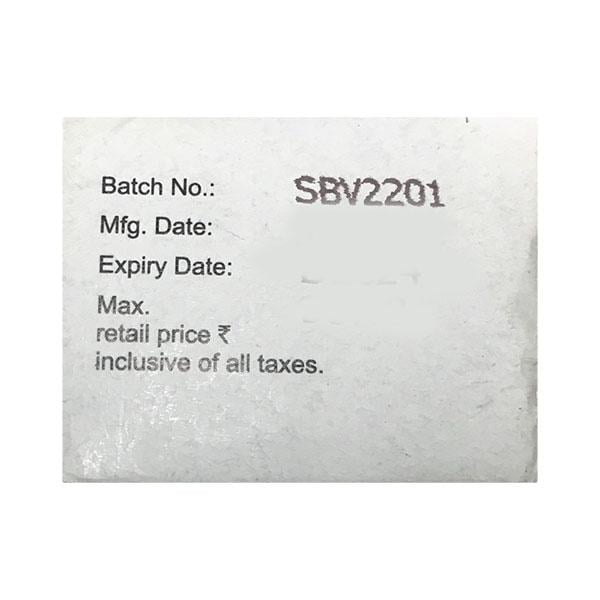 Batch No.: SBV2201
Mfg. Date:
Expiry Date:
Max.
retail price ₹
inclusive of all taxes.